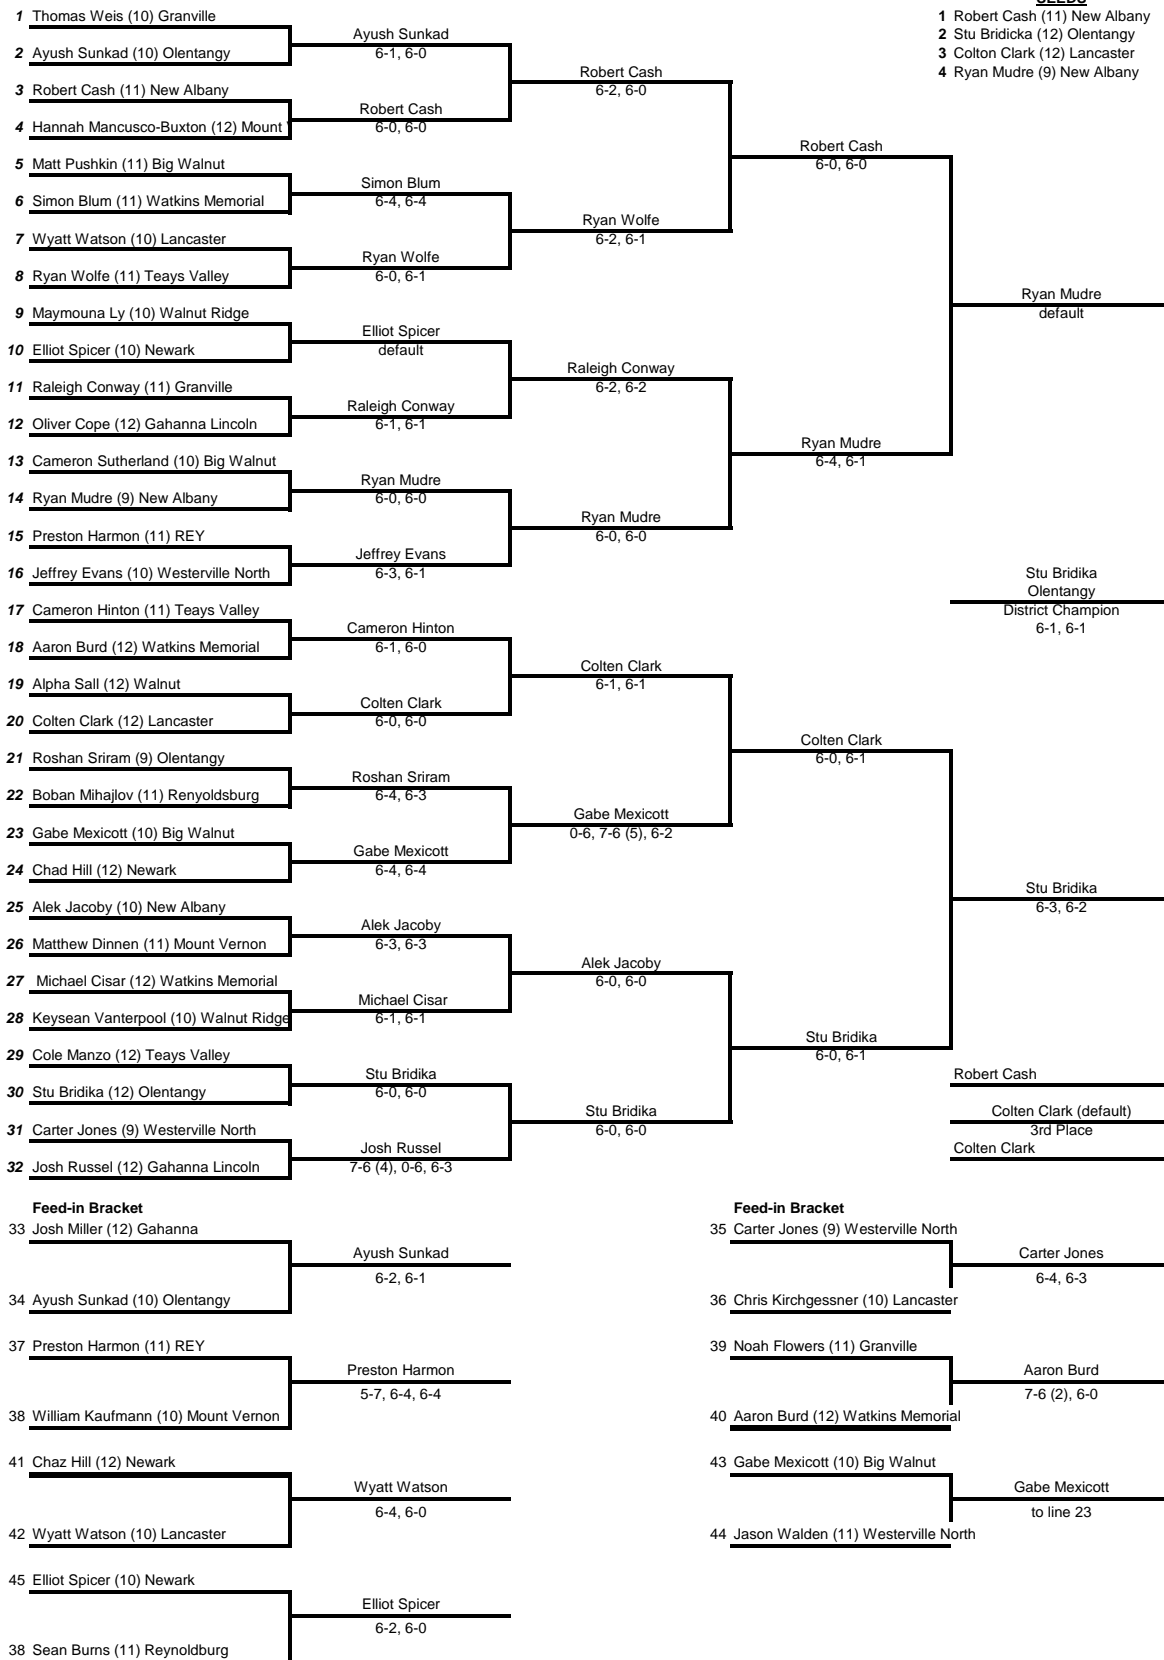 SEEDS
1 Robert Cash (11) New Albany
2 Stu Bridicka (12) Olentangy
3 Colton Clark (12) Lancaster
4 Ryan Mudre (9) New Albany
1 Thomas Weis (10) Granville
Ayush Sunkad
6-1, 6-0
2 Ayush Sunkad (10) Olentangy
Robert Cash
6-2, 6-0
3 Robert Cash (11) New Albany
Robert Cash
6-0, 6-0
4 Hannah Mancusco-Buxton (12) Mount
Robert Cash
6-0, 6-0
5 Matt Pushkin (11) Big Walnut
Simon Blum
6-4, 6-4
6 Simon Blum (11) Watkins Memorial
Ryan Wolfe
6-2, 6-1
7 Wyatt Watson (10) Lancaster
Ryan Wolfe
6-0, 6-1
8 Ryan Wolfe (11) Teays Valley
Ryan Mudre
default
9 Maymouna Ly (10) Walnut Ridge
Elliot Spicer
default
10 Elliot Spicer (10) Newark
Raleigh Conway
6-2, 6-2
11 Raleigh Conway (11) Granville
Raleigh Conway
6-1, 6-1
12 Oliver Cope (12) Gahanna Lincoln
Ryan Mudre
6-4, 6-1
13 Cameron Sutherland (10) Big Walnut
Ryan Mudre
6-0, 6-0
14 Ryan Mudre (9) New Albany
Ryan Mudre
6-0, 6-0
15 Preston Harmon (11) REY
Jeffrey Evans
6-3, 6-1
16 Jeffrey Evans (10) Westerville North
Stu Bridika
Olentangy
District Champion
6-1, 6-1
17 Cameron Hinton (11) Teays Valley
Cameron Hinton
6-1, 6-0
18 Aaron Burd (12) Watkins Memorial
Colten Clark
6-1, 6-1
19 Alpha Sall (12) Walnut
Colten Clark
6-0, 6-0
20 Colten Clark (12) Lancaster
Colten Clark
6-0, 6-1
21 Roshan Sriram (9) Olentangy
Roshan Sriram
6-4, 6-3
22 Boban Mihajlov (11) Renyoldsburg
Gabe Mexicott
0-6, 7-6 (5), 6-2
23 Gabe Mexicott (10) Big Walnut
Gabe Mexicott
6-4, 6-4
24 Chad Hill (12) Newark
Stu Bridika
6-3, 6-2
25 Alek Jacoby (10) New Albany
Alek Jacoby
6-3, 6-3
26 Matthew Dinnen (11) Mount Vernon
Alek Jacoby
6-0, 6-0
27 Michael Cisar (12) Watkins Memorial
Michael Cisar
6-1, 6-1
28 Keysean Vanterpool (10) Walnut Ridge
Stu Bridika
6-0, 6-1
29 Cole Manzo (12) Teays Valley
Stu Bridika
6-0, 6-0
30 Stu Bridika (12) Olentangy
Stu Bridika
6-0, 6-0
31 Carter Jones (9) Westerville North
Josh Russel
7-6 (4), 0-6, 6-3
32 Josh Russel (12) Gahanna Lincoln
Robert Cash
Colten Clark (default)
3rd Place
Colten Clark
Feed-in Bracket
33 Josh Miller (12) Gahanna
Ayush Sunkad
6-2, 6-1
34 Ayush Sunkad (10) Olentangy
37 Preston Harmon (11) REY
Preston Harmon
5-7, 6-4, 6-4
38 William Kaufmann (10) Mount Vernon
41 Chaz Hill (12) Newark
Wyatt Watson
6-4, 6-0
42 Wyatt Watson (10) Lancaster
45 Elliot Spicer (10) Newark
Elliot Spicer
6-2, 6-0
38 Sean Burns (11) Reynoldburg
Feed-in Bracket
35 Carter Jones (9) Westerville North
Carter Jones
6-4, 6-3
36 Chris Kirchgessner (10) Lancaster
39 Noah Flowers (11) Granville
Aaron Burd
7-6 (2), 6-0
40 Aaron Burd (12) Watkins Memorial
43 Gabe Mexicott (10) Big Walnut
Gabe Mexicott
to line 23
44 Jason Walden (11) Westerville North